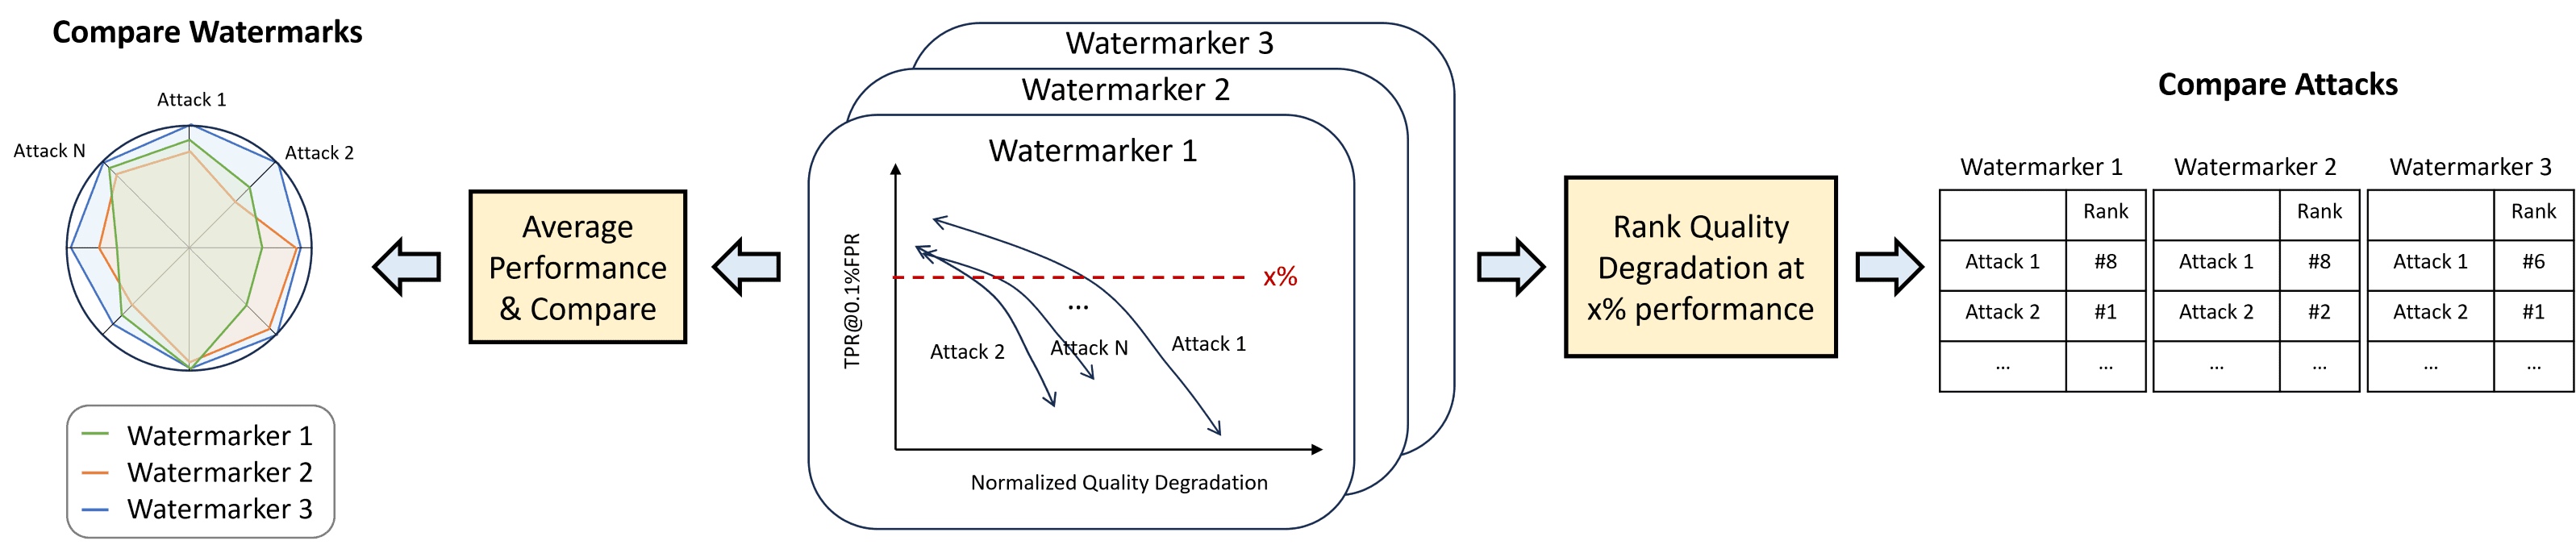 Compare Watermarks
Attack 1
Attack N
Attack 2
Watermarker 1
Watermarker 2
Watermarker 3
Average
Performance
& Compare
Watermarker 3
Watermarker 2
Watermarker 1
TPR@0.1%FPR
x%
...
Attack 2
Attack N
Attack 1
Normalized Quality Degradation
Rank Quality
Degradation at
x% performance
Compare Attacks
Watermarker 1
Rank
Attack 1 #8
Attack 2 #1
... ...
Watermarker 2
Rank
Attack 1 #8
Attack 2 #2
... ...
Watermarker 3
Rank
Attack 1 #6
Attack 2 #1
... ...